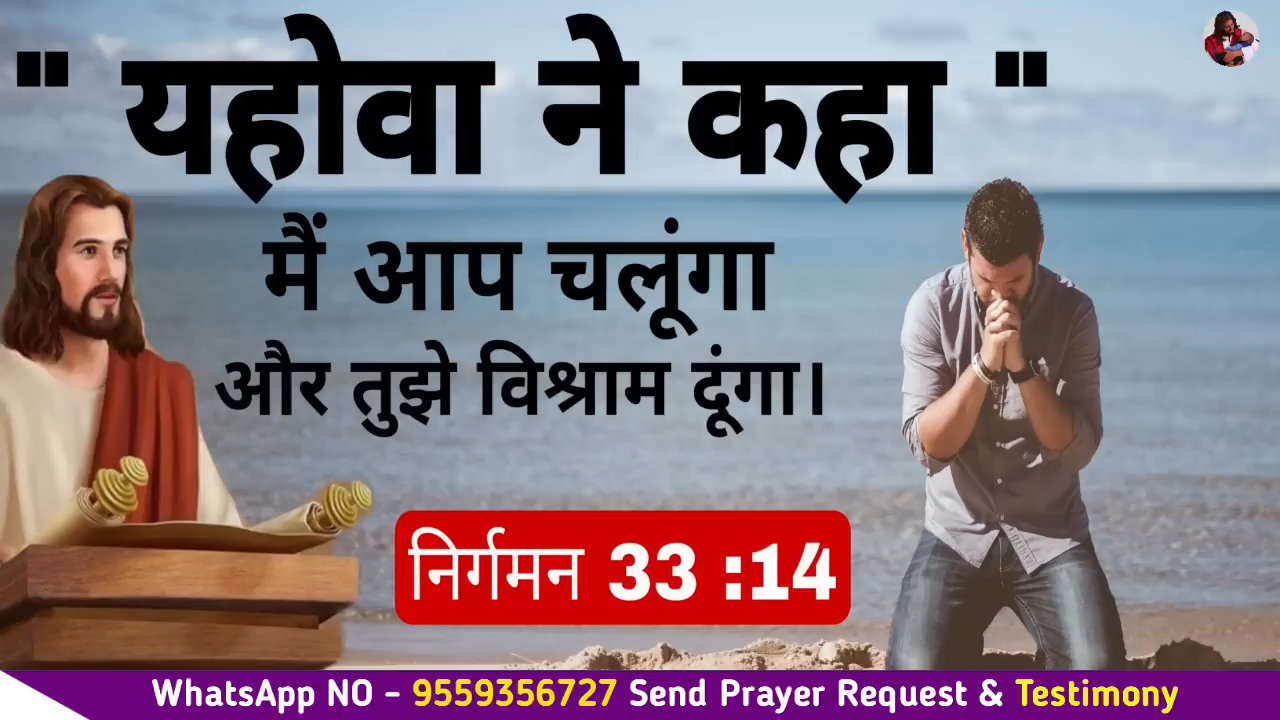 " यहोवा ने कहा "
मैं आप चलूंगा
और तुझे विश्राम दूंगा।
निर्गमन 33 :14
WhatsApp NO - 9559356727 Send Prayer Request & Testimony